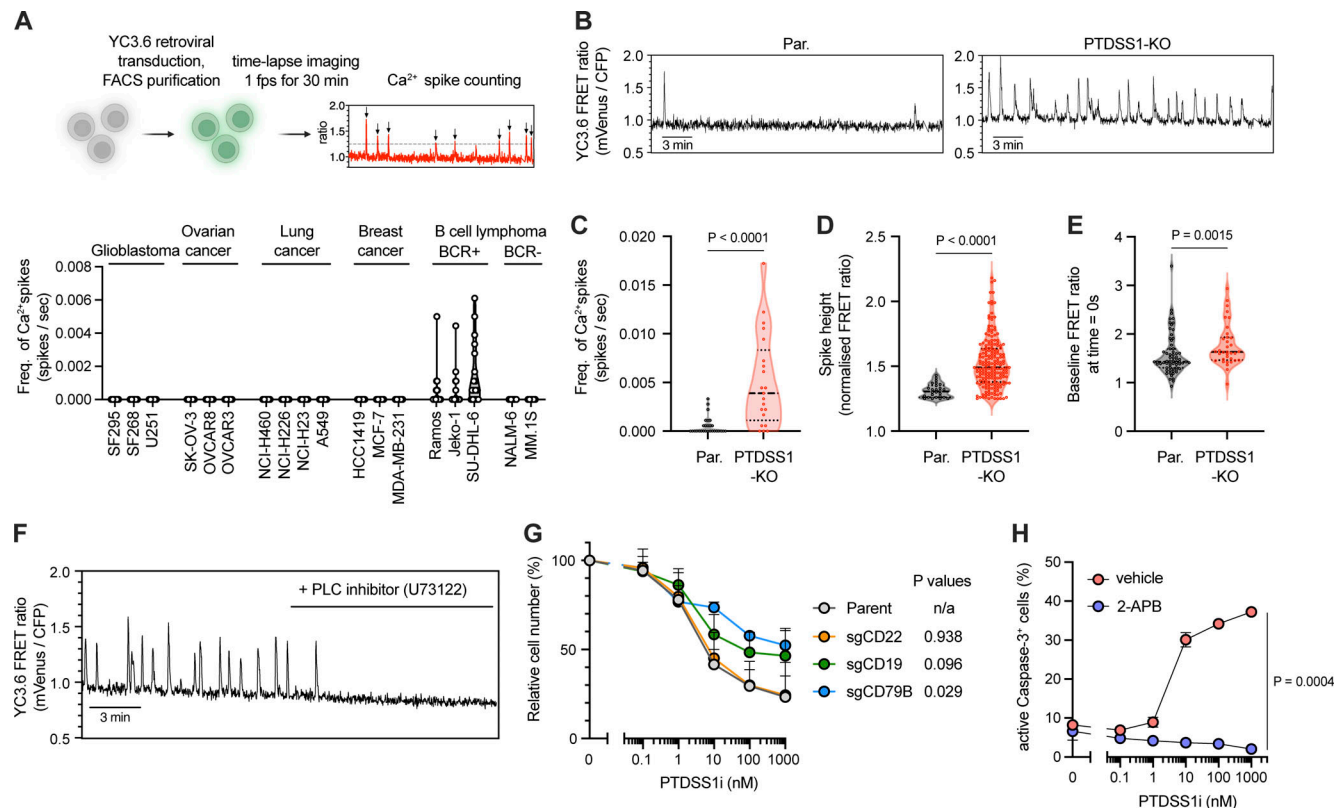 A
YC3.6 retroviral
transduction,
FACS purification
time-lapse imaging
1 fps for 30 min
Ca²⁺ spike counting
ratio
2.0
1.5
1.0
Glioblastoma
Ovarian
cancer
Lung
cancer
Breast
cancer
B cell lymphoma
BCR+
BCR-
Freq. of Ca²⁺spikes
(spikes / sec)
0.008
0.006
0.004
0.002
0.000
SF295
SF268
U251
SK-OV-3
OVCAR8
OVCAR3
NCI-H460
NCI-H226
NCI-H23
A549
HCC1419
MCF-7
MDA-MB-231
Ramos
Jeko-1
SU-DHL-6
NALM-6
MM.1S
B
Par.
PTDSS1-KO
YC3.6 FRET ratio
(mVenus / CFP)
2.0
1.5
1.0
0.5
3 min
2.0
1.5
1.0
0.5
3 min
C
P < 0.0001
Freq. of Ca²⁺spikes
(spikes / sec)
0.020
0.015
0.010
0.005
0.000
Par.
PTDSS1
-KO
D
P < 0.0001
Spike height
(normalised FRET ratio)
2.5
2.0
1.5
1.0
Par.
PTDSS1
-KO
E
P = 0.0015
Baseline FRET ratio
at time = 0s
4
3
2
1
0
Par.
PTDSS1
-KO
F
YC3.6 FRET ratio
(mVenus / CFP)
2.0
1.5
1.0
0.5
+ PLC inhibitor (U73122)
3 min
G
Relative cell number (%)
100
50
0
0
0.1
1
10
100
1000
PTDSS1i (nM)
P values
Parent n/a
sgCD22 0.938
sgCD19 0.096
sgCD79B 0.029
H
active Caspase-3⁺ cells (%)
50
40
30
20
10
0
vehicle
2-APB
P = 0.0004
0
0.1
1
10
100
1000
PTDSS1i (nM)